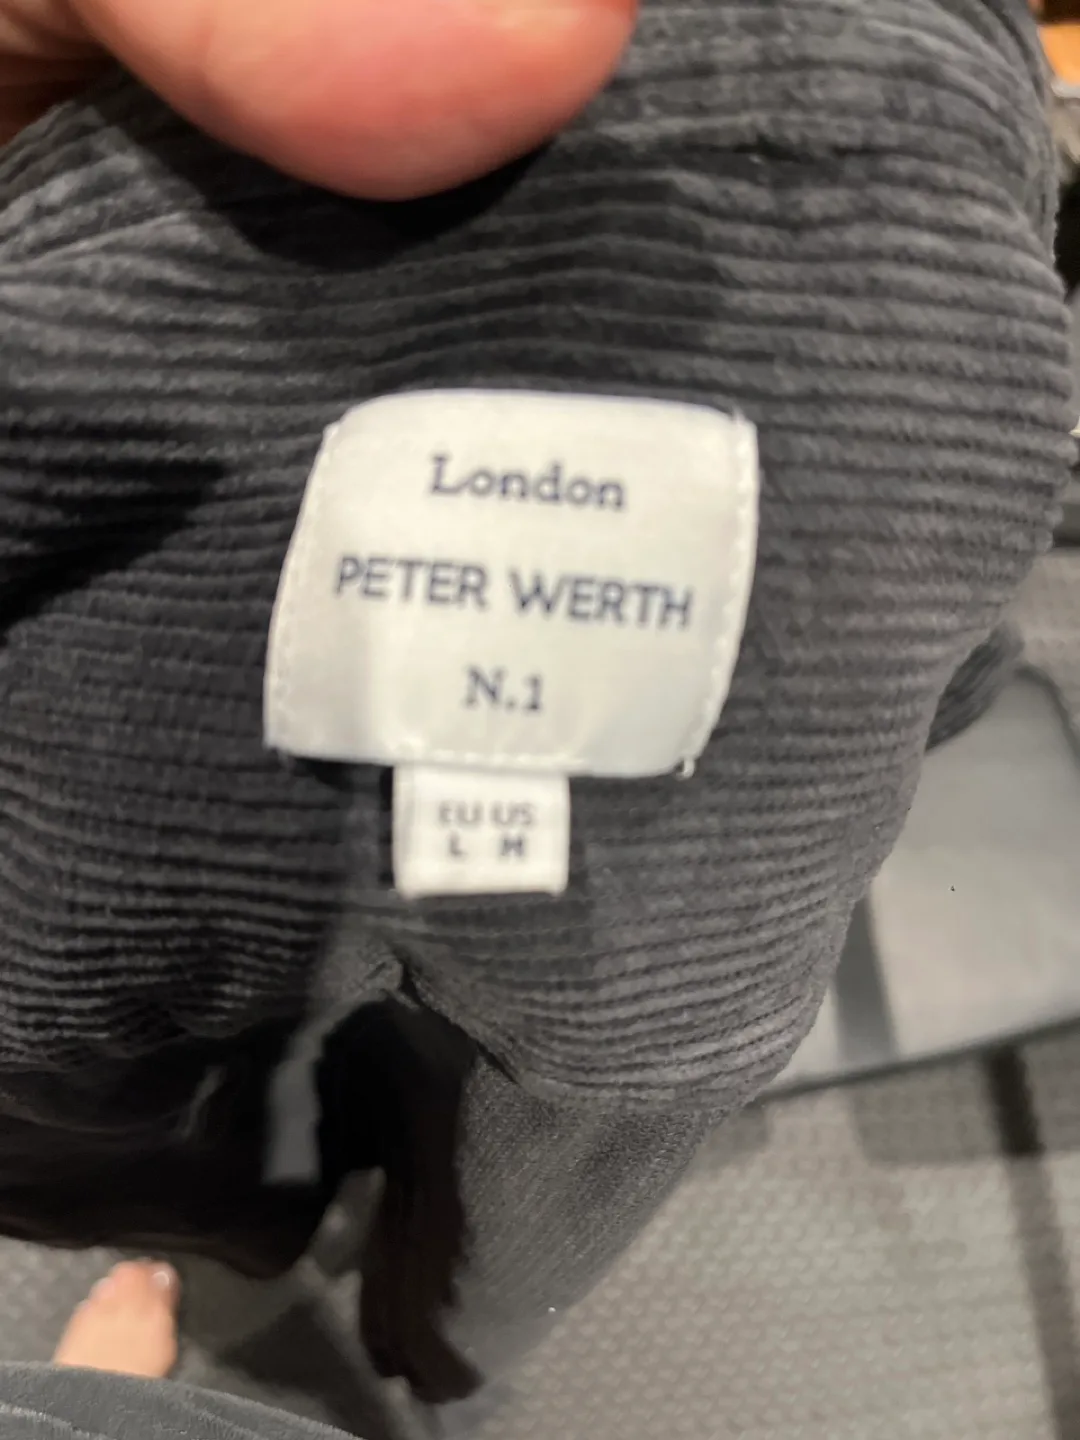 London
PETER WERTH
N.1
EU US
L M